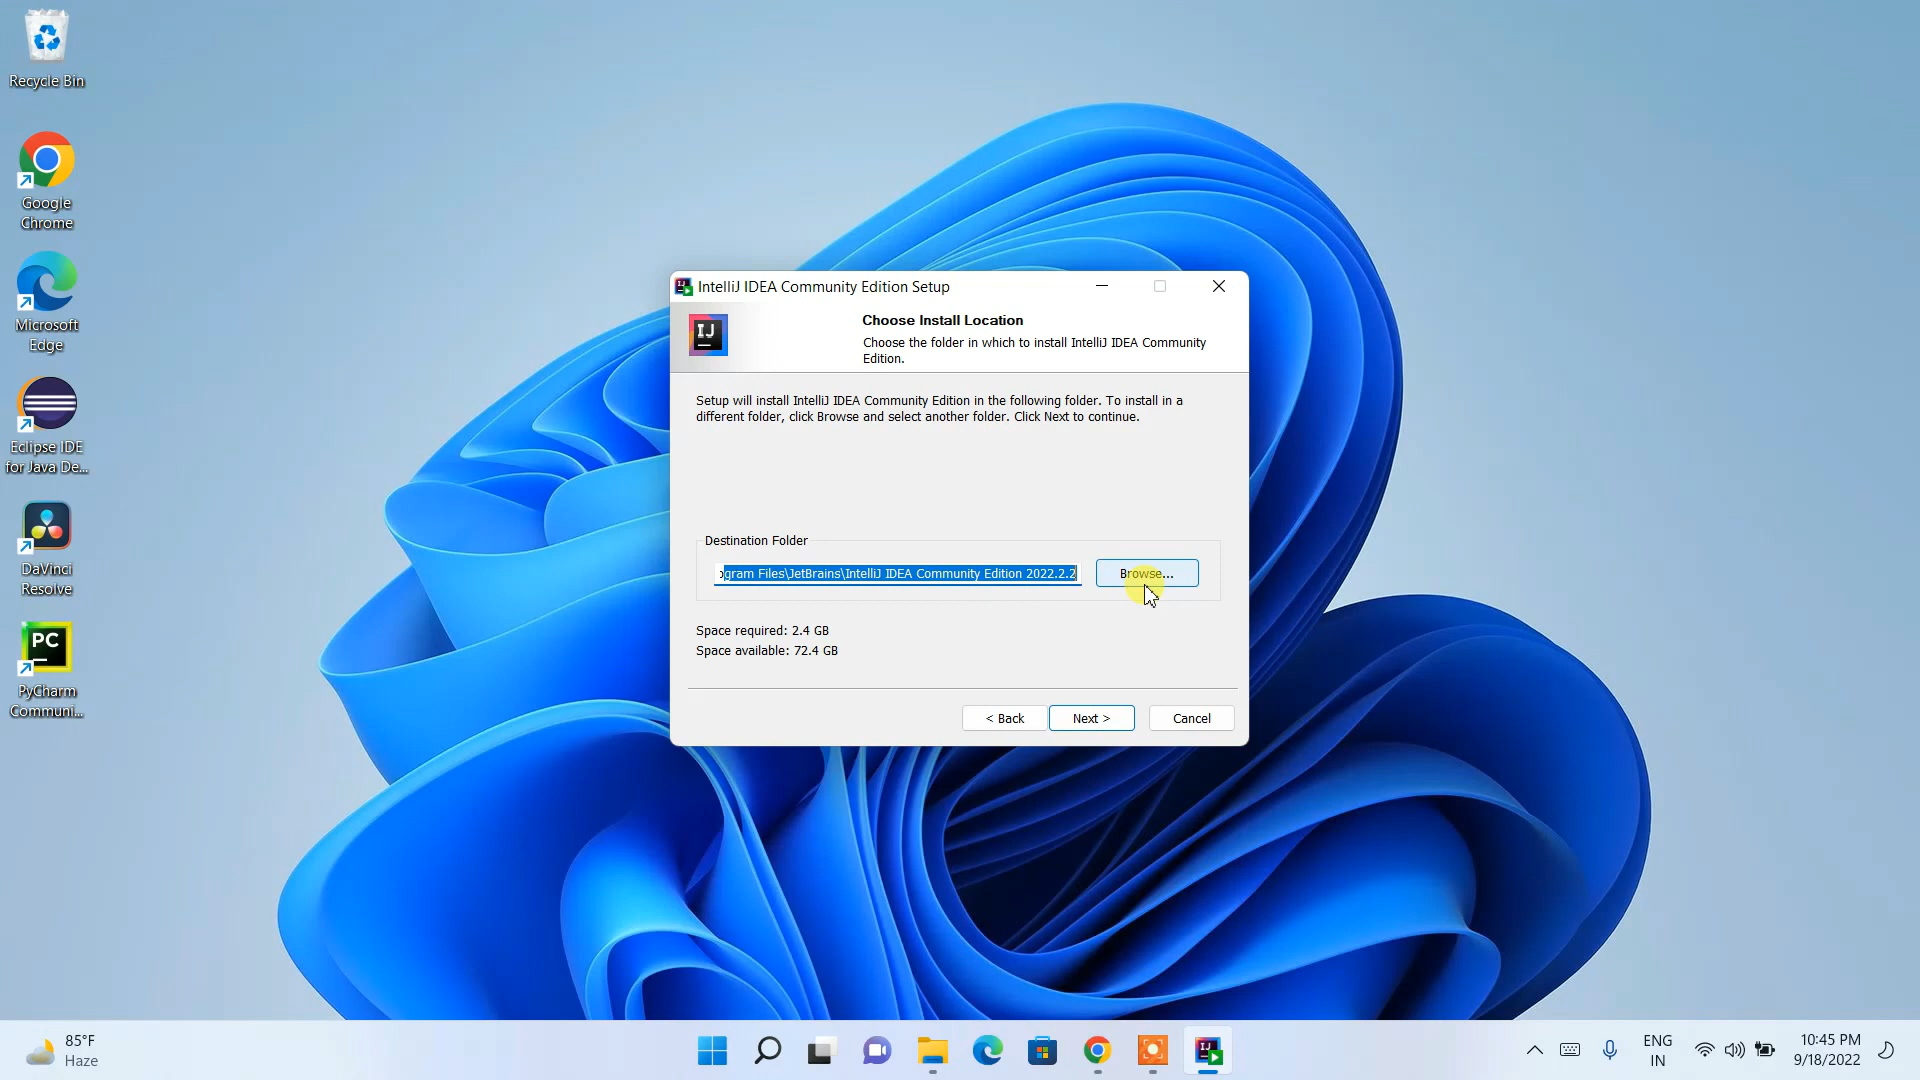 Recycle Bin
Google
Chrome
Microsoft
Edge
Eclipse IDE
for Java De...
DaVinci
Resolve
PC
PyCharm
Communi...
IntelliJ IDEA Community Edition Setup
IJ
Choose Install Location
Choose the folder in which to install IntelliJ IDEA Community
Edition.
Setup will install IntelliJ IDEA Community Edition in the following folder. To install in a
different folder, click Browse and select another folder. Click Next to continue.
Destination Folder
ogram Files\JetBrains\IntelliJ IDEA Community Edition 2022.2.2
Browse...
Space required: 2.4 GB
Space available: 72.4 GB
< Back
Next >
Cancel
85°F
Haze
IJ
ENG
IN
10:45 PM
9/18/2022